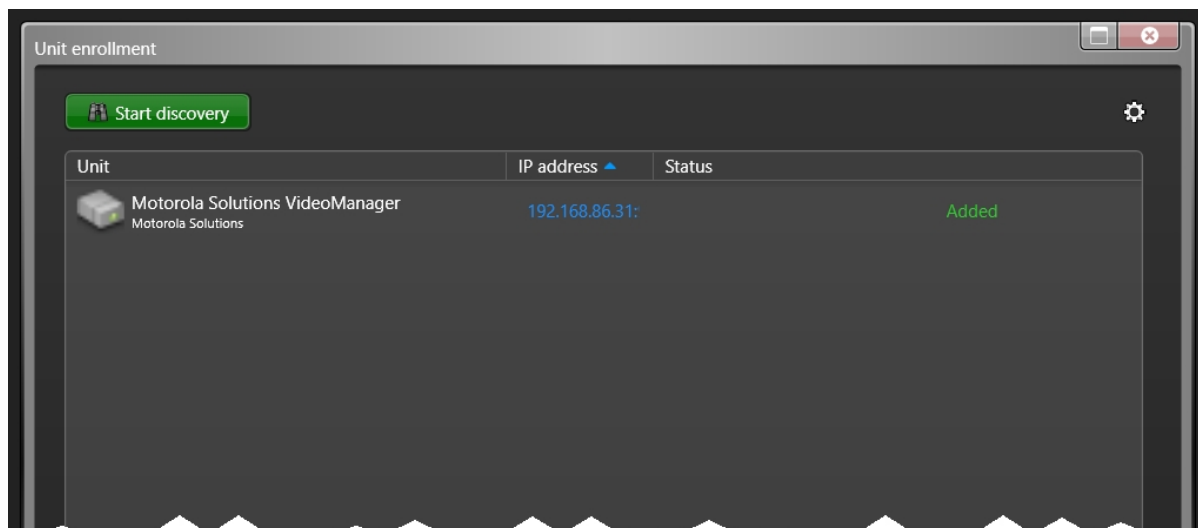 Unit enrollment
Start discovery
Unit IP address Status
Motorola Solutions VideoManager
Motorola Solutions
192.168.86.31: Added